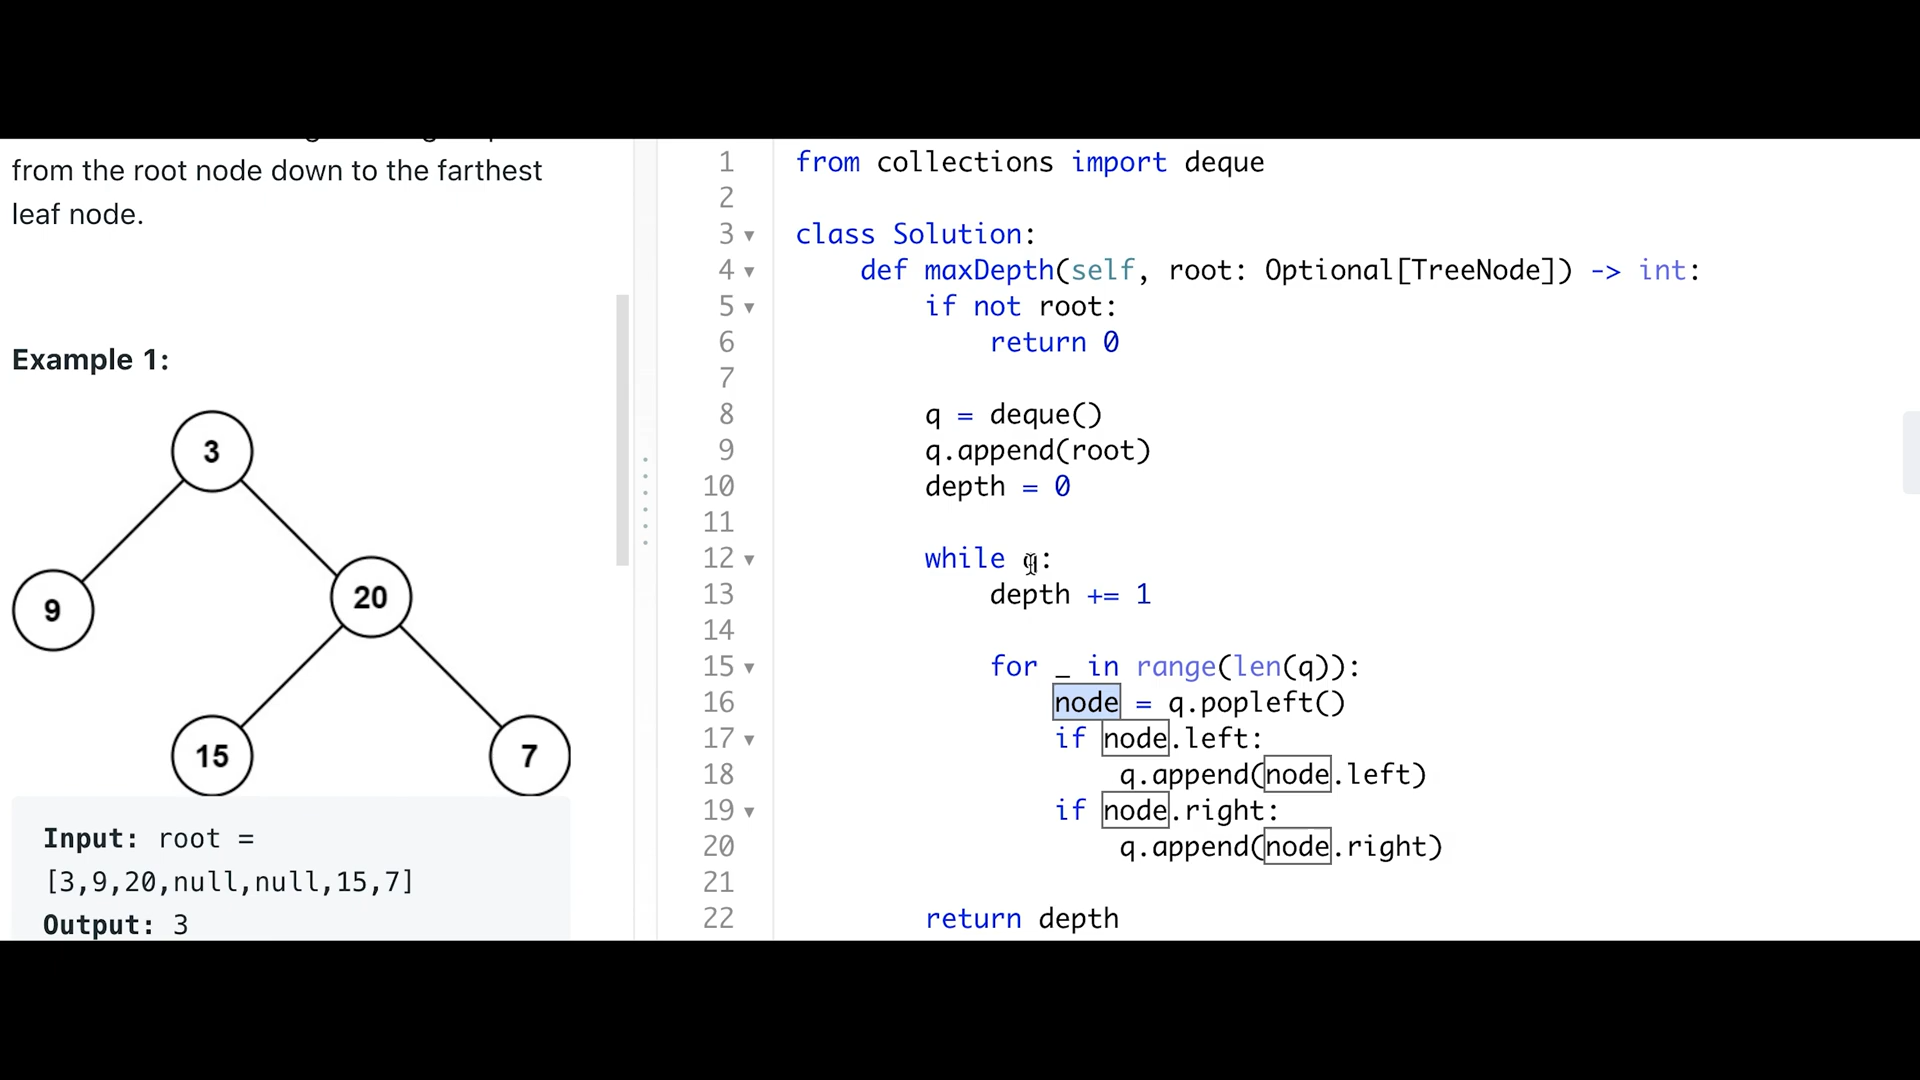 from the root node down to the farthest
leaf node.
Example 1:
3
9
20
15
7
Input: root =
[3,9,20,null,null,15,7]
Output: 3
1 from collections import deque
2
3 class Solution:
4 def maxDepth(self, root: Optional[TreeNode]) -> int:
5 if not root:
6 return 0
7
8 q = deque()
9 q.append(root)
10 depth = 0
11
12 while q:
13 depth += 1
14
15 for _ in range(len(q)):
16 node = q.popleft()
17 if node.left:
18 q.append(node.left)
19 if node.right:
20 q.append(node.right)
21
22 return depth